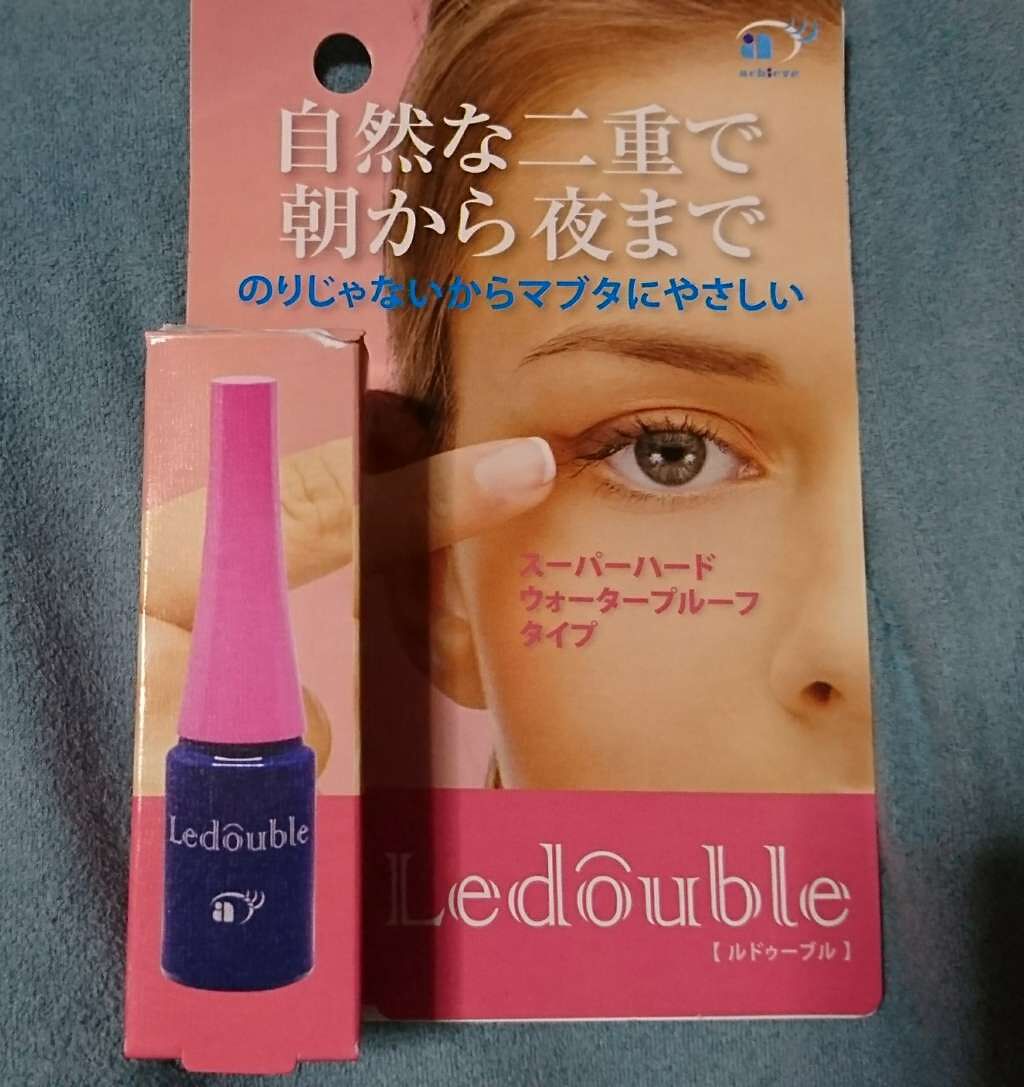 a
achieve
自然な二重で
朝から夜まで
のりじゃないからマブタにやさしい
スーパーハード
ウォータープルーフ
タイプ
Ledoûble
【ルドゥーブル】
Ledoûble
a